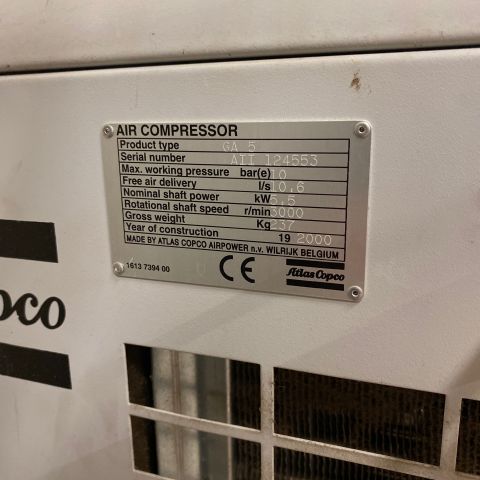 AIR COMPRESSOR
Product type GA 5
Serial number AII 124553
Max. working pressure bar(e) 10
Free air delivery l/s 10,6
Nominal shaft power kW 5,5
Rotational shaft speed r/min 3000
Gross weight Kg 237
Year of construction 19 2000
MADE BY ATLAS COPCO AIRPOWER n.v. WILRIJK BELGIUM
1613 7394 00 CE Atlas Copco
opco